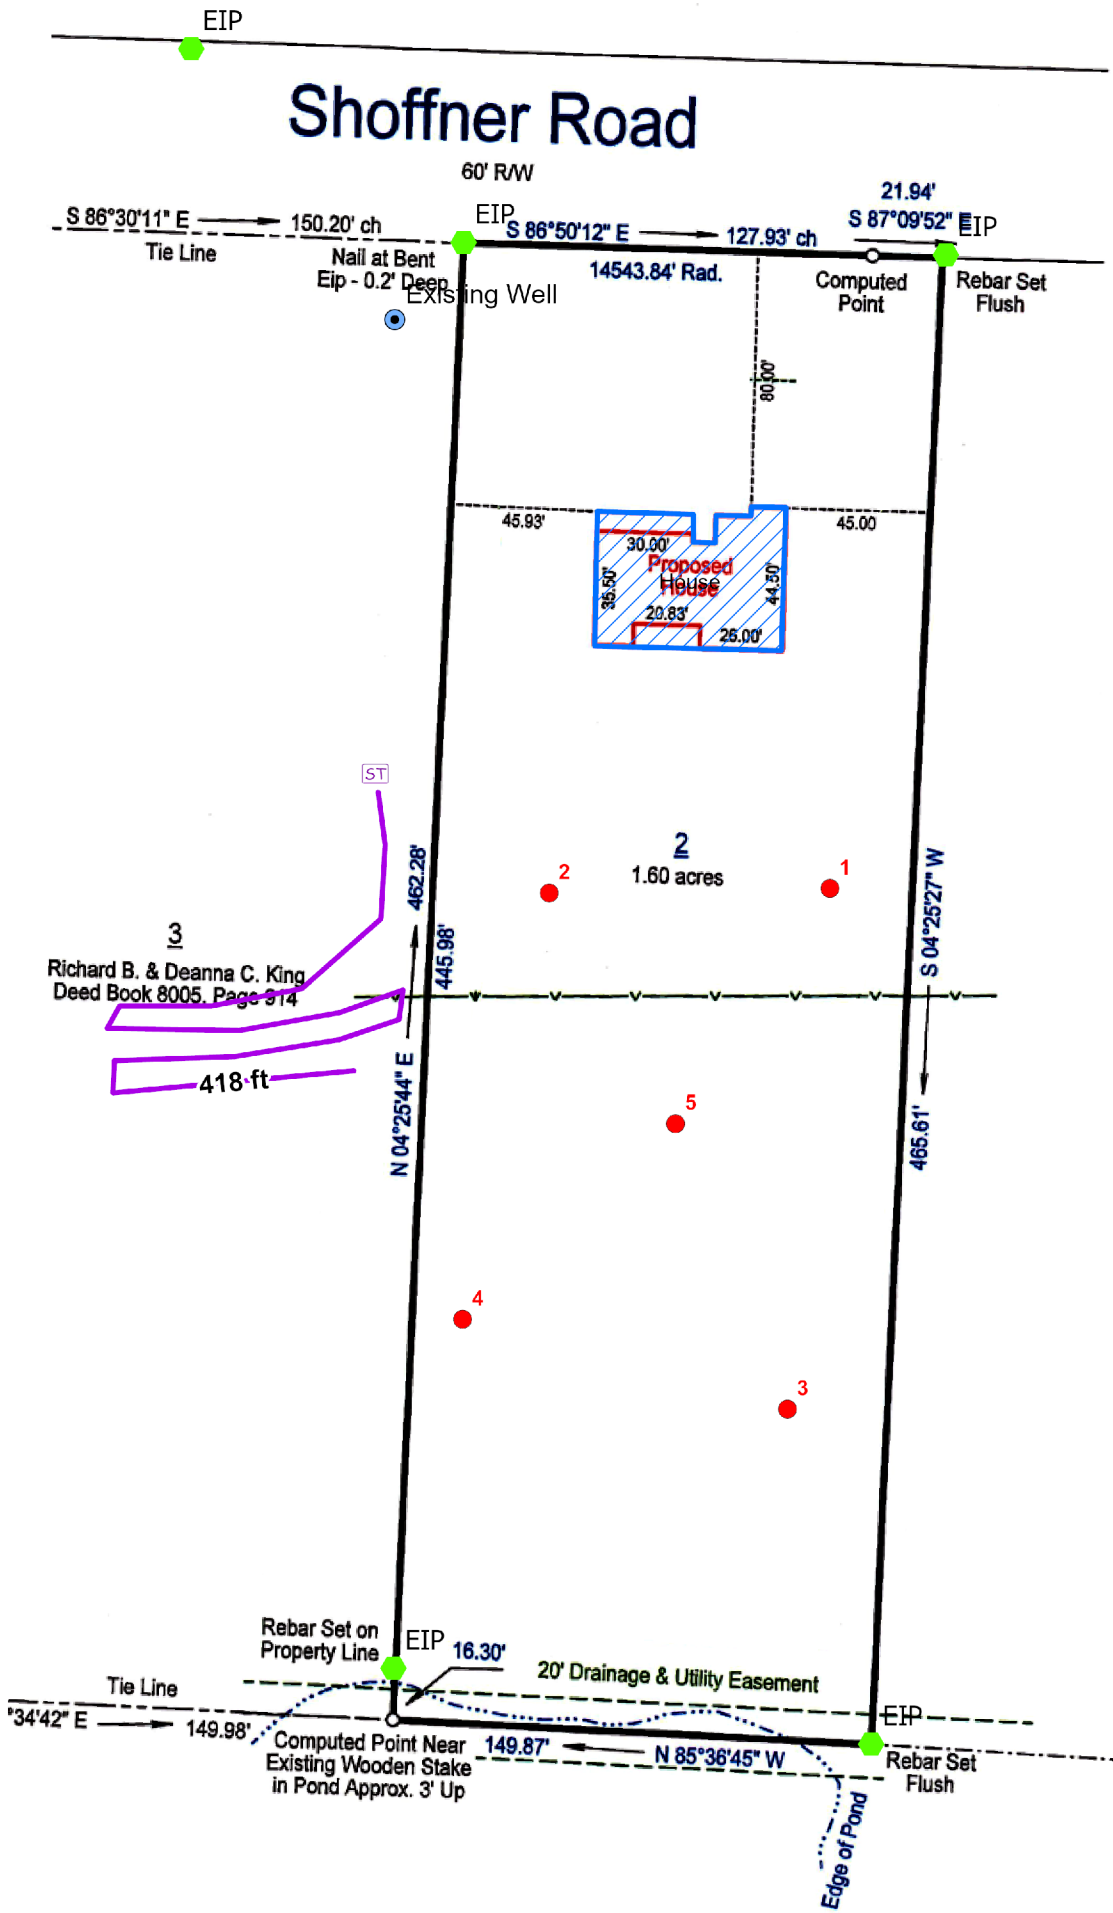 EIP
Shoffner Road
60' R/W
S 86°30'11" E
150.20' ch
Tie Line
EIP
S 86°50'12" E
127.93' ch
21.94'
S 87°09'52" E
EIP
Nail at Bent
Eip - 0.2' Deep
14543.84' Rad.
Computed
Point
Rebar Set
Flush
Existing Well
80.00'
45.93'
45.00
30.00'
Proposed
House
House
35.50'
44.50'
20.83'
26.00'
ST
2
1.60 acres
2
1
462.28'
445.98'
N 04°25'44" E
S 04°25'27" W
465.61'
3
Richard B. & Deanna C. King
Deed Book 8005, Page 914
418 ft
5
4
3
Rebar Set on
Property Line
EIP
16.30'
20' Drainage & Utility Easement
Tie Line
°34'42" E
149.98'
Computed Point Near
Existing Wooden Stake
in Pond Approx. 3' Up
149.87'
N 85°36'45" W
EIP
Rebar Set
Flush
Edge of Pond